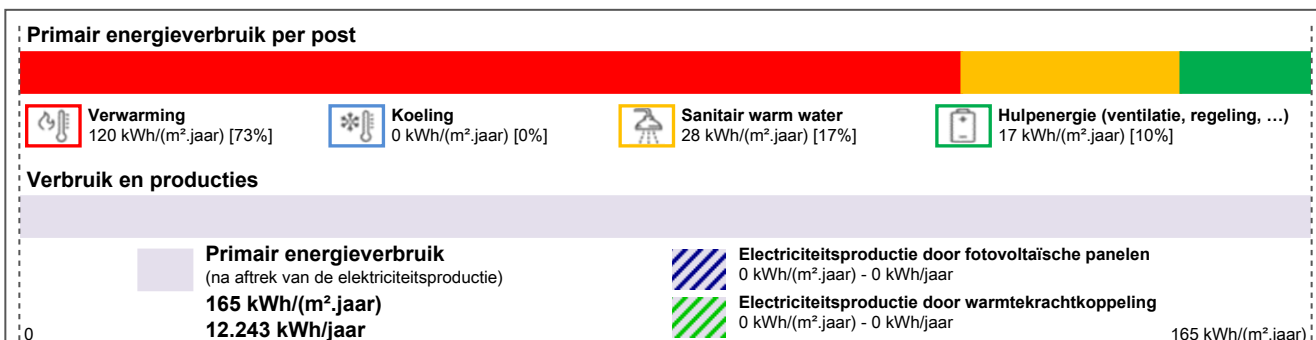 Primair energieverbruik per post
Verwarming
120 kWh/(m².jaar) [73%]
Koeling
0 kWh/(m².jaar) [0%]
Sanitair warm water
28 kWh/(m².jaar) [17%]
Hulpenergie (ventilatie, regeling, …)
17 kWh/(m².jaar) [10%]
Verbruik en producties
Primair energieverbruik
(na aftrek van de elektriciteitsproductie)
165 kWh/(m².jaar)
12.243 kWh/jaar
Electriciteitsproductie door fotovoltaïsche panelen
0 kWh/(m².jaar) - 0 kWh/jaar
Electriciteitsproductie door warmtekrachtkoppeling
0 kWh/(m².jaar) - 0 kWh/jaar
0
165 kWh/(m².jaar)